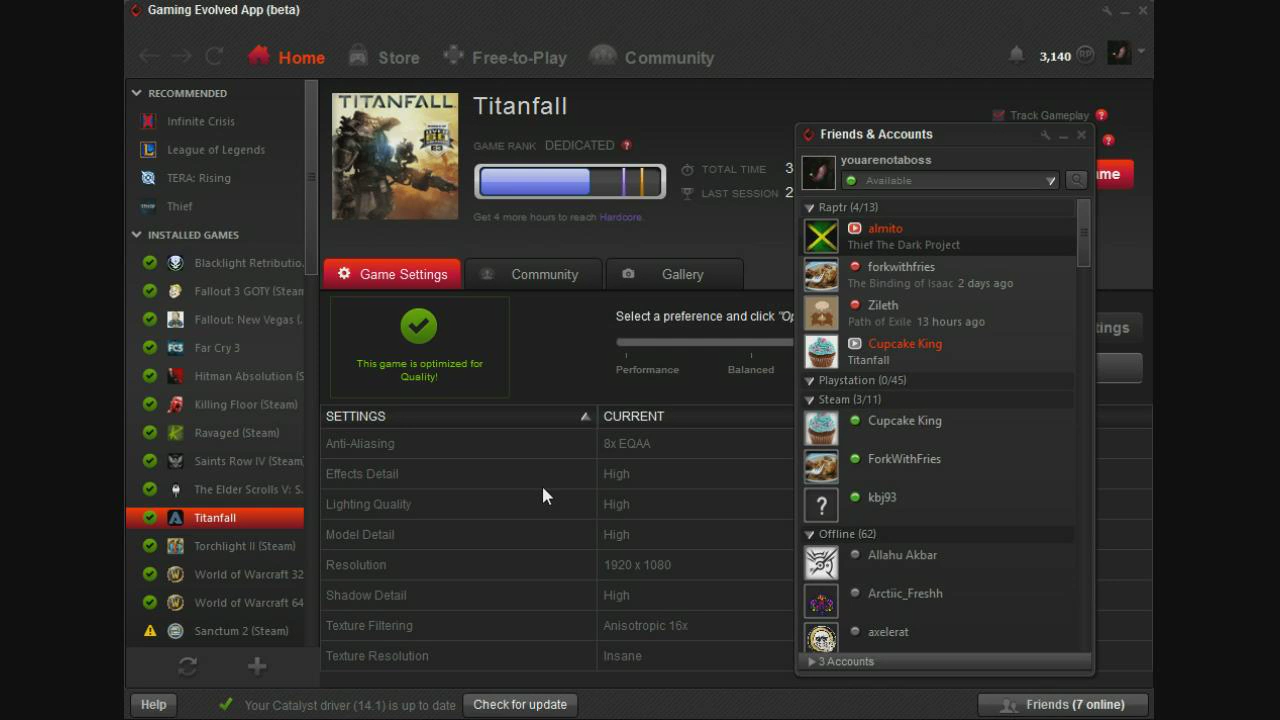 Gaming Evolved App (beta)
Home
Store
Free-to-Play
Community
3,140
RP
RECOMMENDED
Infinite Crisis
League of Legends
TERA: Rising
Thief
INSTALLED GAMES
Blacklight Retributio
Fallout 3 GOTY (Stean
Fallout: New Vegas (.
Far Cry 3
Hitman Absolution (S
Killing Floor (Steam)
Ravaged (Steam)
Saints Row IV (Steam
The Elder Scrolls V: S.
Titanfall
Torchlight II (Steam)
World of Warcraft 32
World of Warcraft 64
Sanctum 2 (Steam)
TITANFALL
Titanfall
GAME RANK DEDICATED ?
Get 4 more hours to reach Hardcore.
TOTAL TIME 3
LAST SESSION 2
Track Gameplay ?
?
me
Game Settings
Community
Gallery
This game is optimized for
Quality!
Select a preference and click "Op
Performance
Balanced
tings
SETTINGS CURRENT
Anti-Aliasing 8x EQAA
Effects Detail High
Lighting Quality High
Model Detail High
Resolution 1920 x 1080
Shadow Detail High
Texture Filtering Anisotropic 16x
Texture Resolution Insane
Friends & Accounts
youarenotaboss
Available
Raptr (4/13)
almito
Thief The Dark Project
forkwithfries
The Binding of Isaac 2 days ago
Zileth
Path of Exile 13 hours ago
Cupcake King
Titanfall
Playstation (0/45)
Steam (3/11)
Cupcake King
ForkWithFries
?
kbj93
Offline (62)
Allahu Akbar
Arctiic_Freshh
axelerat
3 Accounts
Help
Your Catalyst driver (14.1) is up to date
Check for update
Friends (7 online)